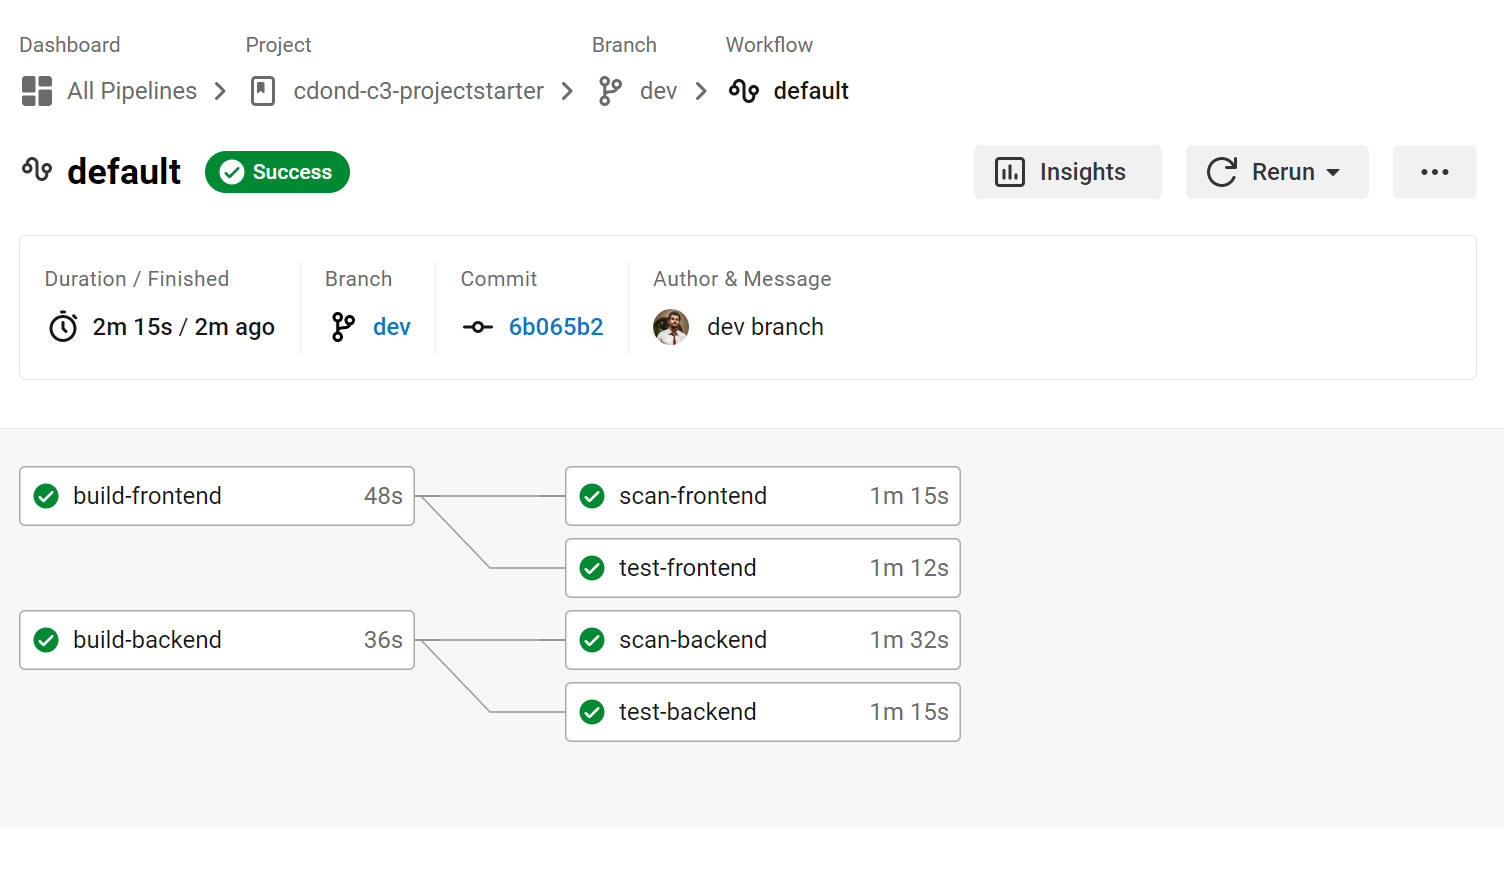 Dashboard Project Branch Workflow
All Pipelines cdond-c3-projectstarter dev default
default Success Insights Rerun
Duration / Finished Branch Commit Author & Message
2m 15s / 2m ago dev 6b065b2 dev branch
build-frontend 48s scan-frontend 1m 15s
test-frontend 1m 12s
build-backend 36s scan-backend 1m 32s
test-backend 1m 15s